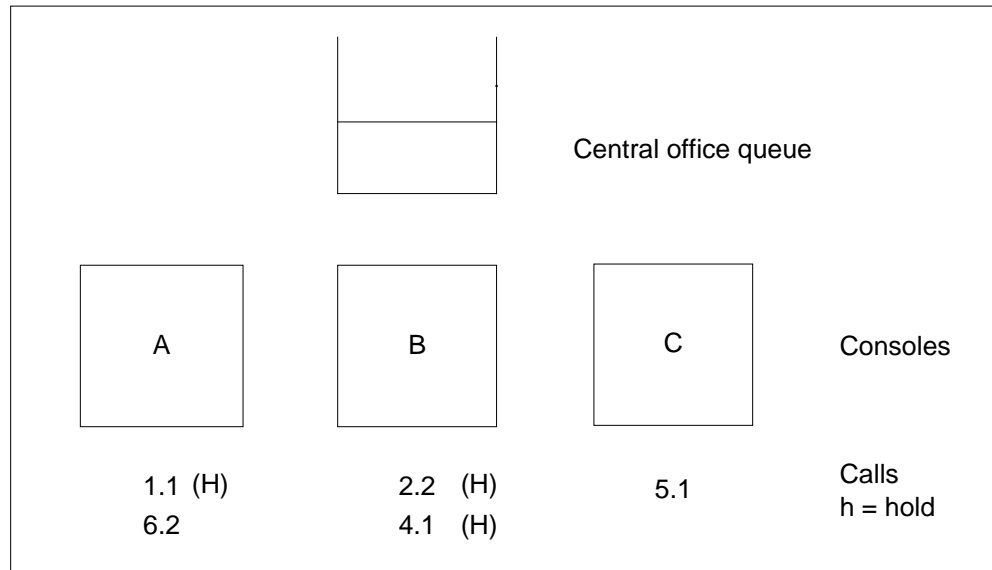 Central office queue
A
B
C
Consoles
1.1 (H)
2.2 (H)
5.1
Calls
6.2
4.1 (H)
h = hold